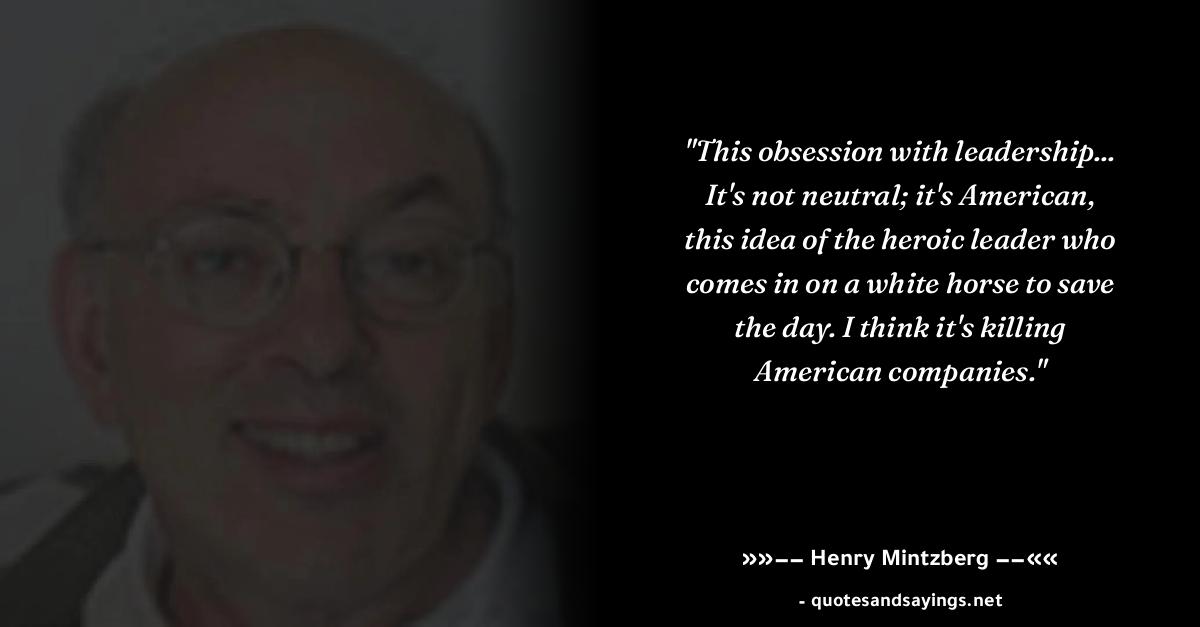 "This obsession with leadership...
It's not neutral; it's American,
this idea of the heroic leader who
comes in on a white horse to save
the day. I think it's killing
American companies."
»»–– Henry Mintzberg ––««
- quotesandsayings.net